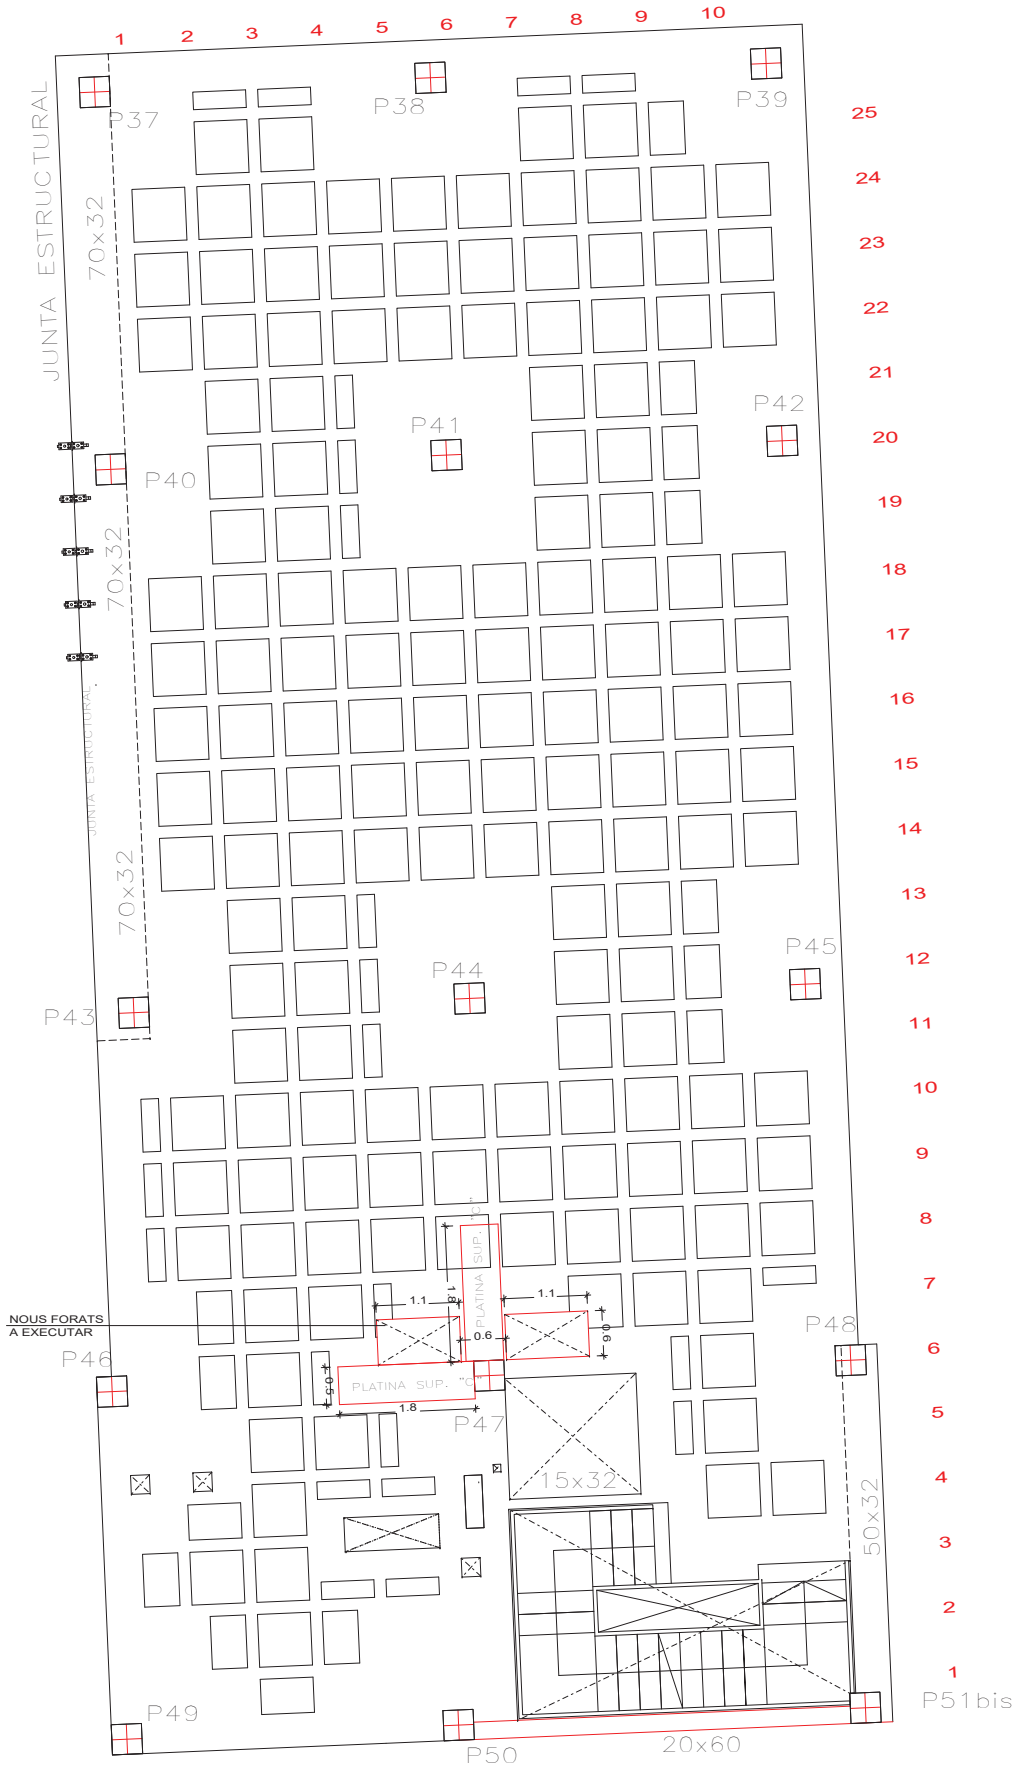 1 2 3 4 5 6 7 8 9 10
P37
P38
P39
25
JUNTA ESTRUCTURAL
24
70x32
23
22
21
P41
P42
20
P40
19
70x32
18
17
16
JUNTA ESTRUCTURAL.
15
14
70x32
13
P45
12
P44
P43
11
10
9
8
PLATINA SUP. "C"
7
1.8
1.1
1.1
NOUS FORATS
A EXECUTAR
0.6
0.6
P48
6
P46
PLATINA SUP. "C"
0.5
1.8
P47
5
15x32
4
50x32
3
2
1
P51bis
P49
P50
20x60